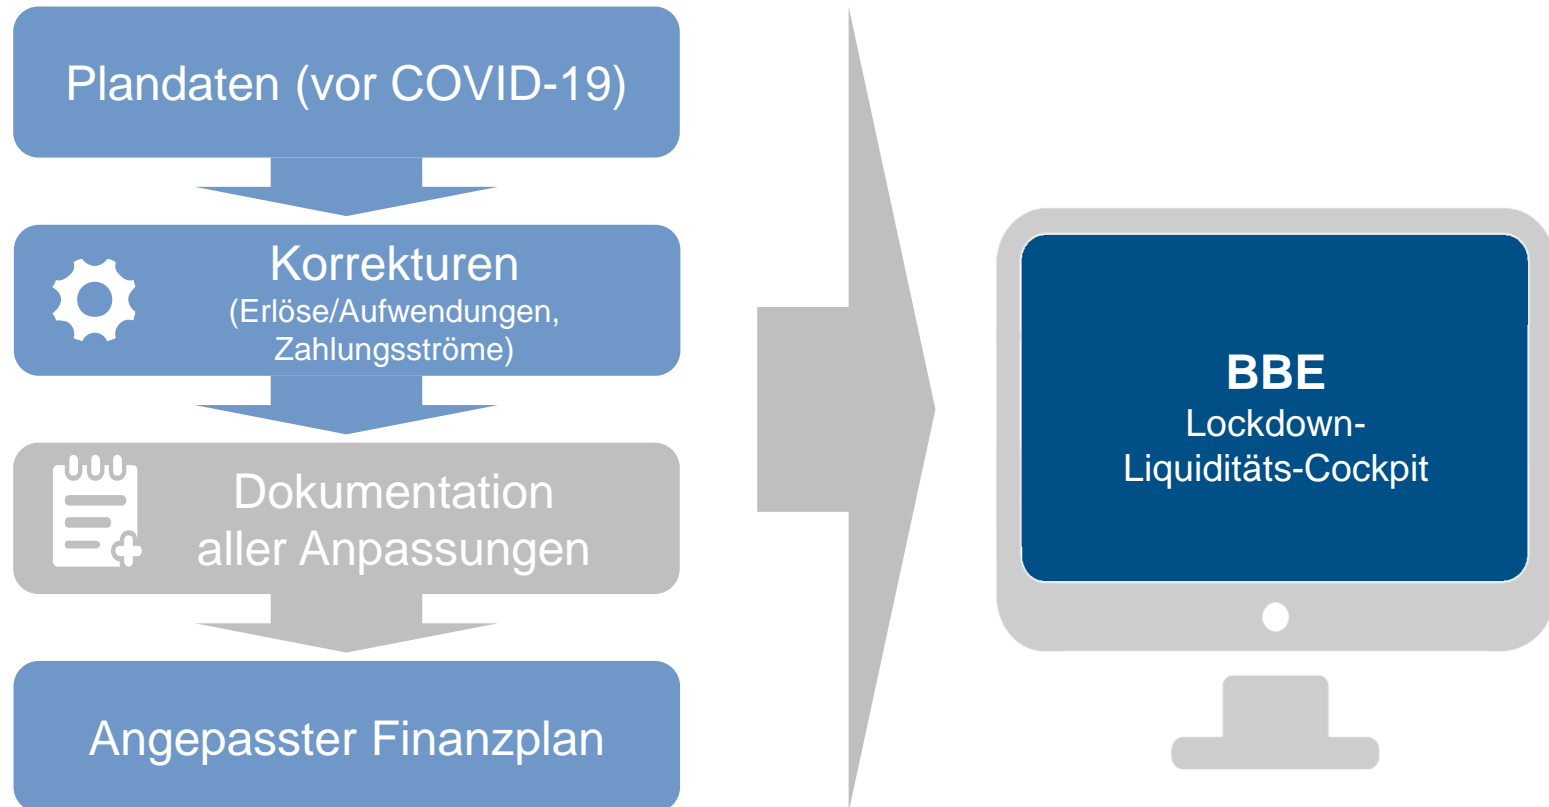 Plandaten (vor COVID-19)
Korrekturen
(Erlöse/Aufwendungen,
Zahlungsströme)
Dokumentation
aller Anpassungen
Angepasster Finanzplan
BBE
Lockdown-
Liquiditäts-Cockpit